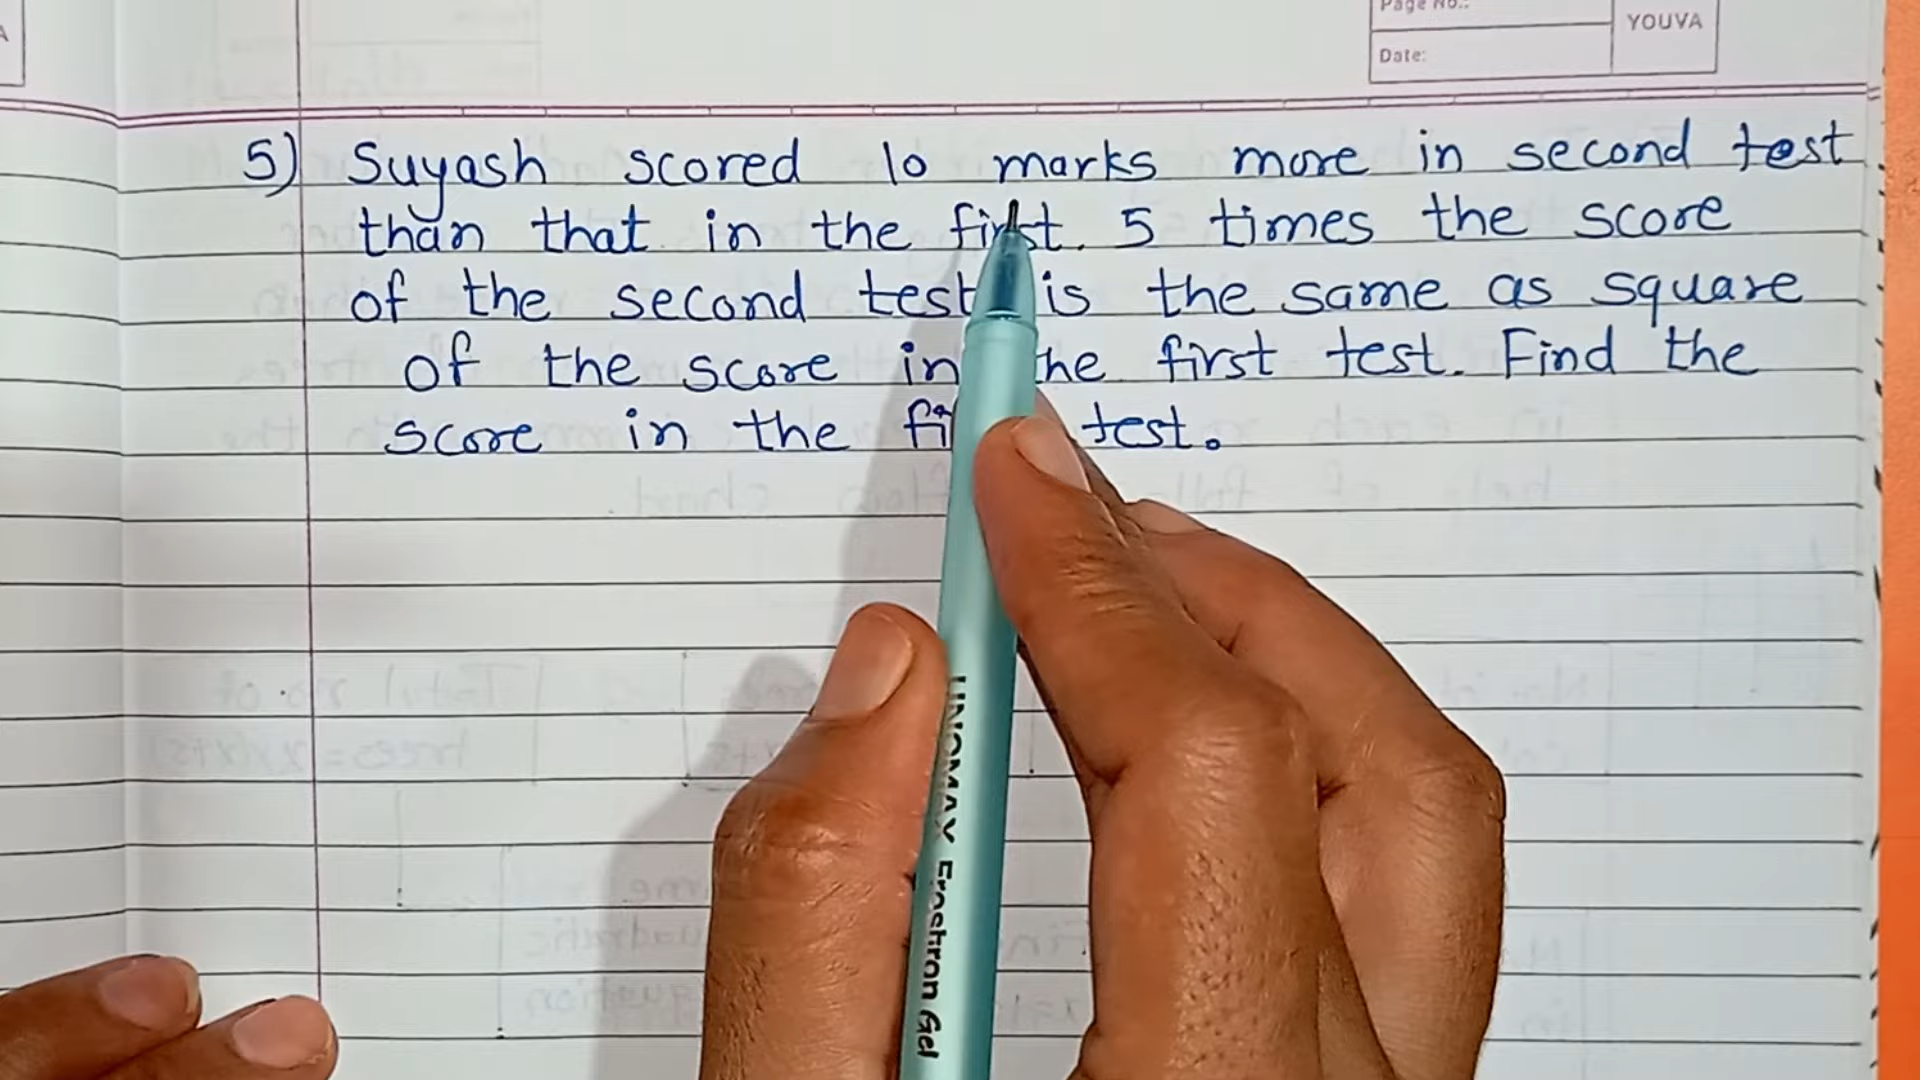 Page No.:
YOUVA
Date:
5) Suyash scored 10 marks more in second test
than that in the first. 5 times the score
of the second test is the same as square
of the score in the first test. Find the
score in the test.
UNOMAX Gel